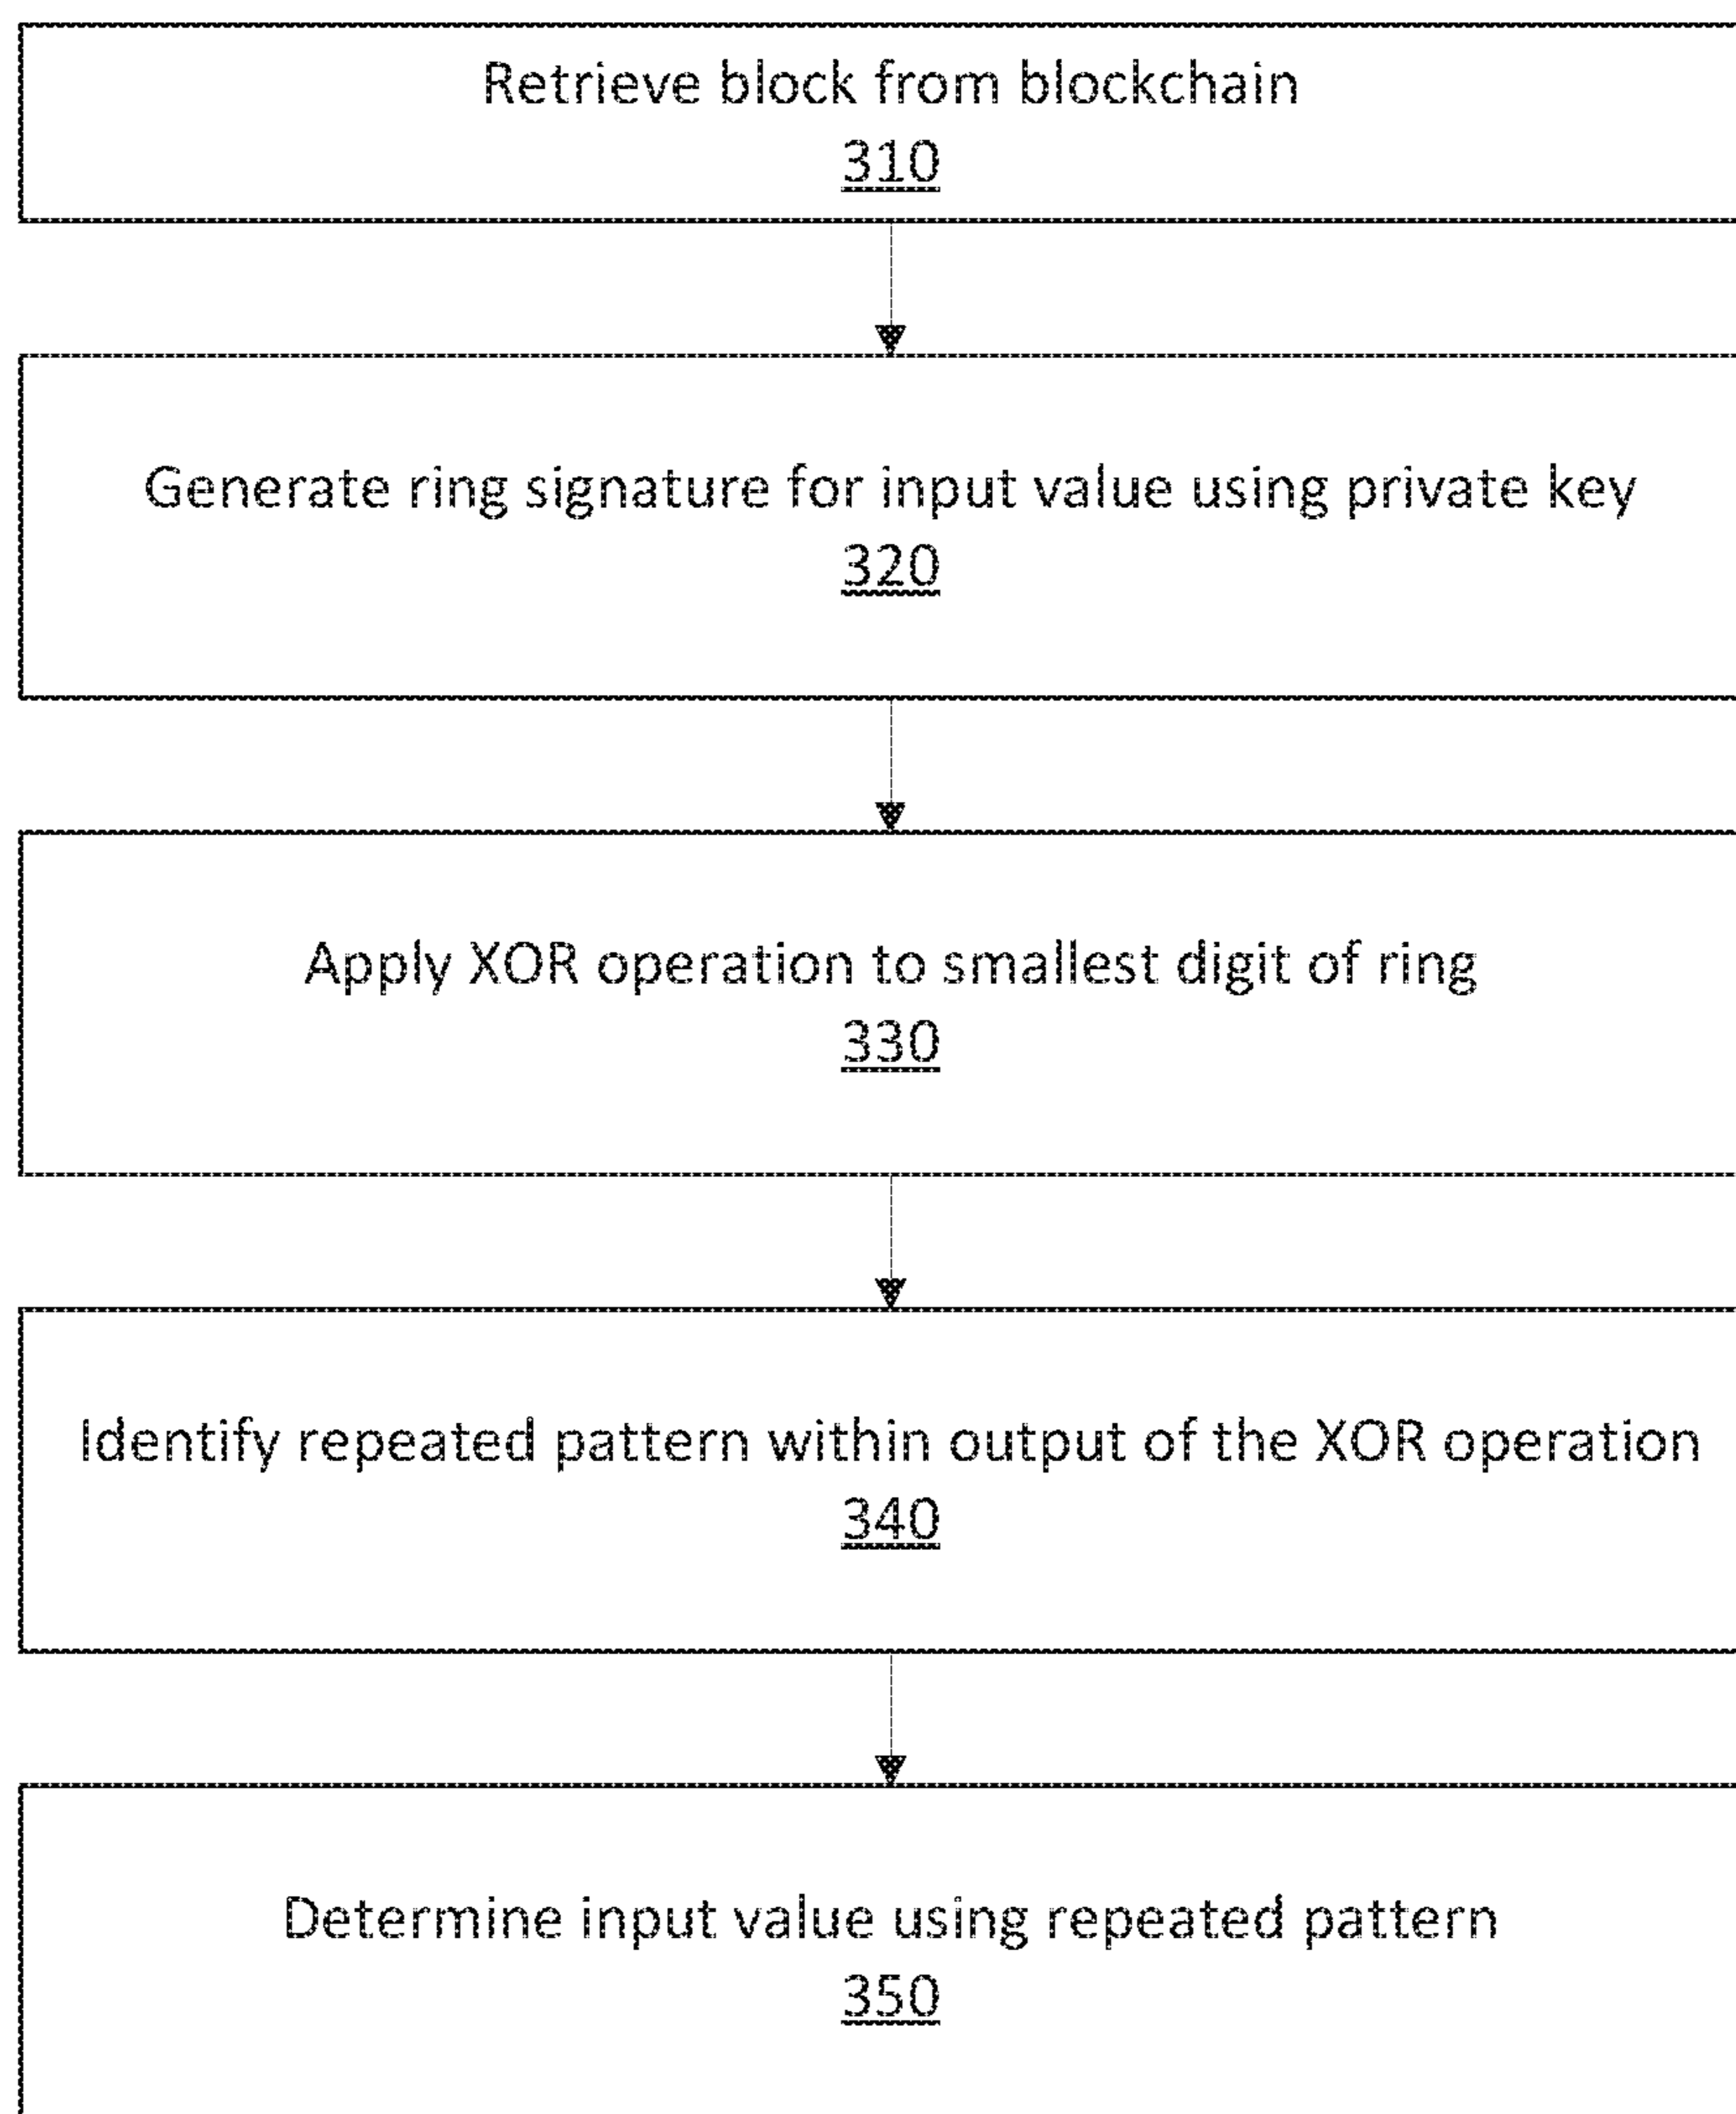 Retrieve block from blockchain
310
Generate ring signature for input value using private key
320
Apply XOR operation to smallest digit of ring
330
Identify repeated pattern within output of the XOR operation
340
Determine input value using repeated pattern
350